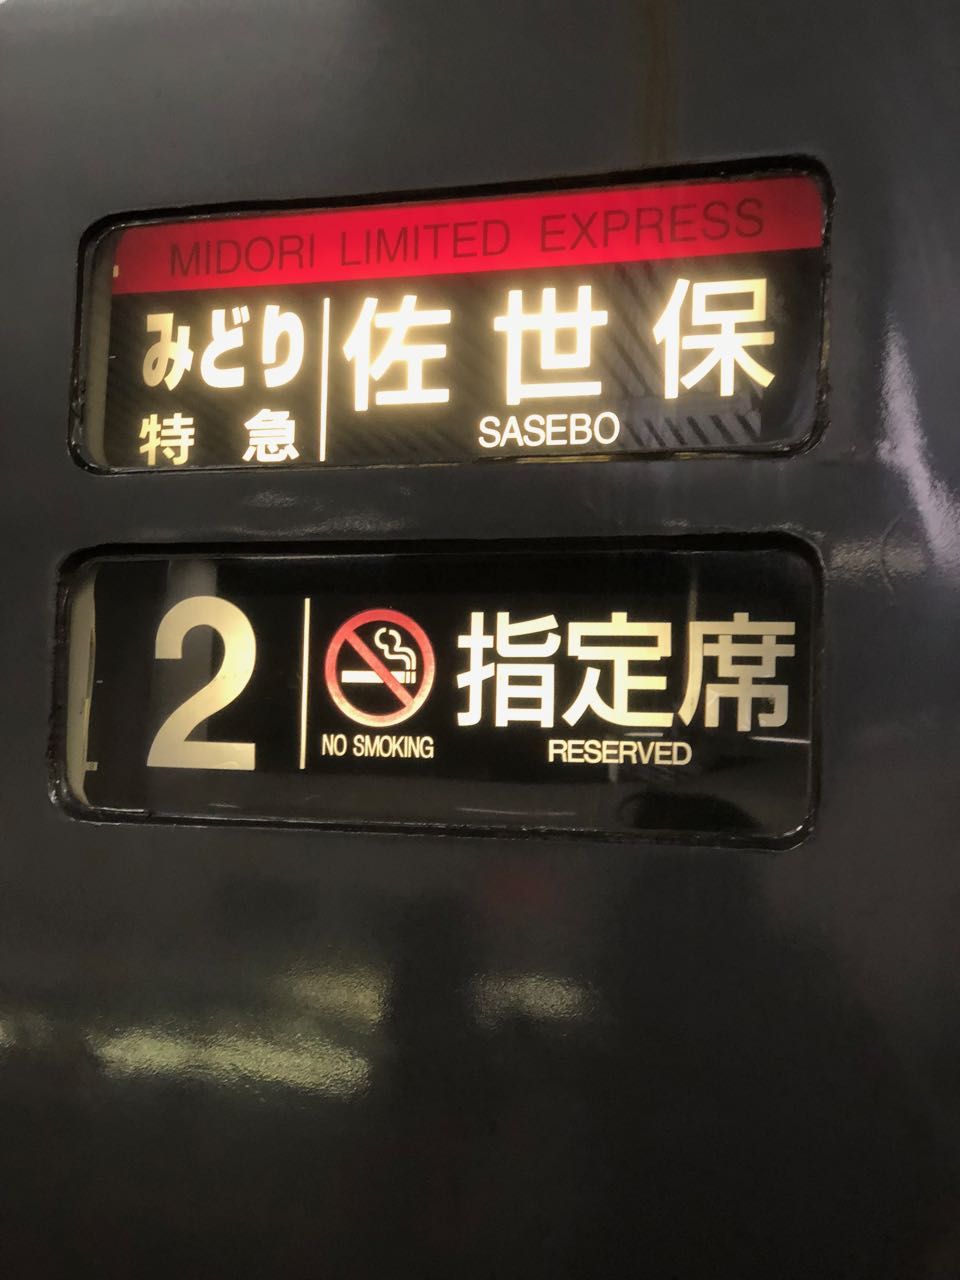 MIDORI LIMITED EXPRESS
みどり 佐世保
特急 SASEBO
2 指定席
NO SMOKING RESERVED